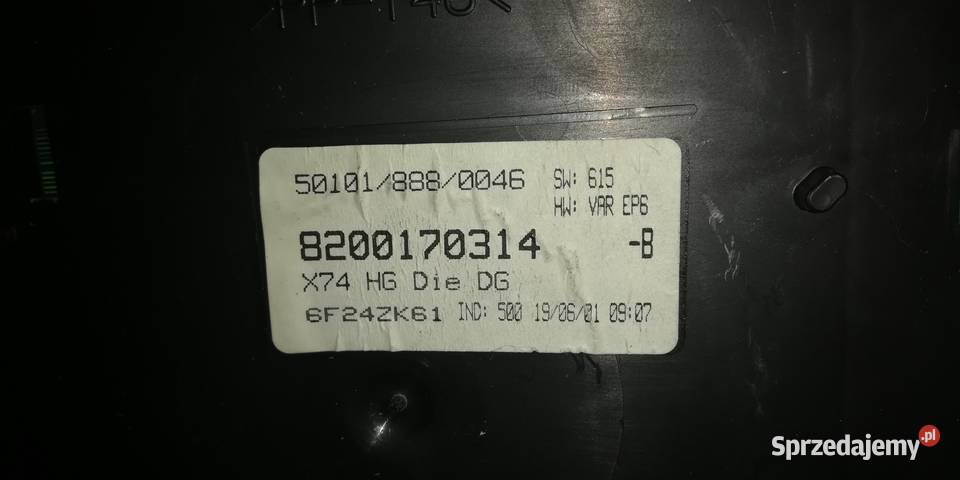 50101/888/0046 SW: 615
HW: VAR EP6
8200170314 -B
X74 HG Die DG
6F24ZK61 IND: 500 19/06/01 09:07
Sprzedajemy.pl